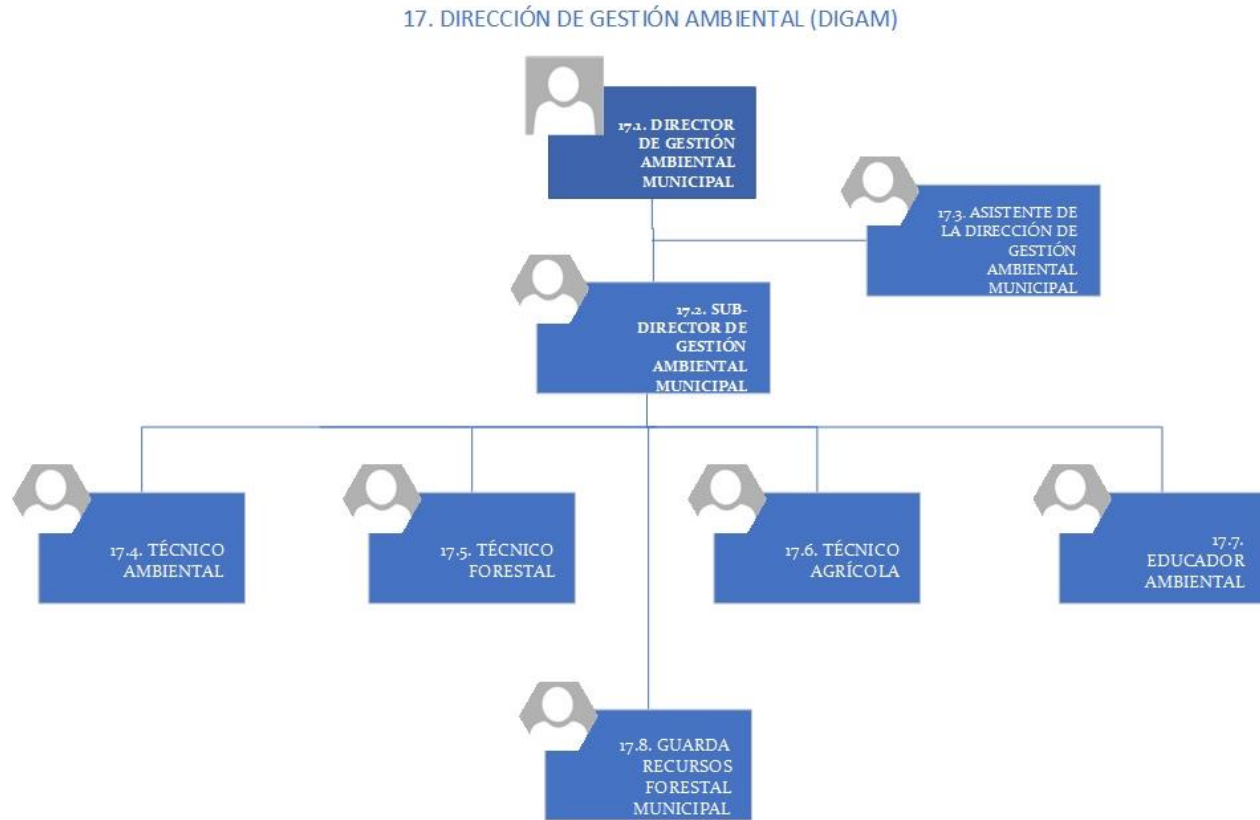 17. DIRECCIÓN DE GESTIÓN AMBIENTAL (DIGAM)
17.1. DIRECTOR
DE GESTIÓN
AMBIENTAL
MUNICIPAL
17.3. ASISTENTE DE
LA DIRECCIÓN DE
GESTIÓN
AMBIENTAL
MUNICIPAL
17.2. SUB-
DIRECTOR DE
GESTIÓN
AMBIENTAL
MUNICIPAL
17.4. TÉCNICO
AMBIENTAL
17.5. TÉCNICO
FORESTAL
17.6. TÉCNICO
AGRÍCOLA
17.7.
EDUCADOR
AMBIENTAL
17.8. GUARDA
RECURSOS
FORESTAL
MUNICIPAL